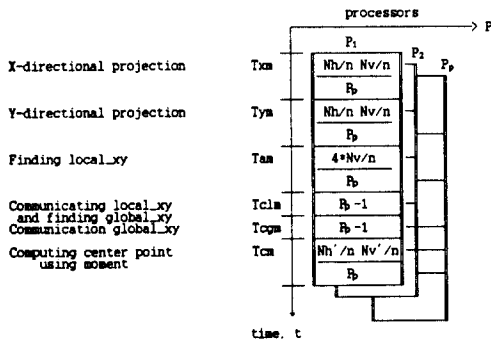 processors
P
P₁
P₂
Pₚ
X-directional projection Txm Nh/n Nv/n
Pₚ
Y-directional projection Tym Nh/n Nv/n
Pₚ
Finding local_xy Tam 4*Nv/n
Pₚ
Communicating local_xy Tclm Pₚ -1
and finding global_xy
Communication global_xy Tcgm Pₚ -1
Computing center point Tcm Nh´/n Nv´/n
using moment
Pₚ
time, t